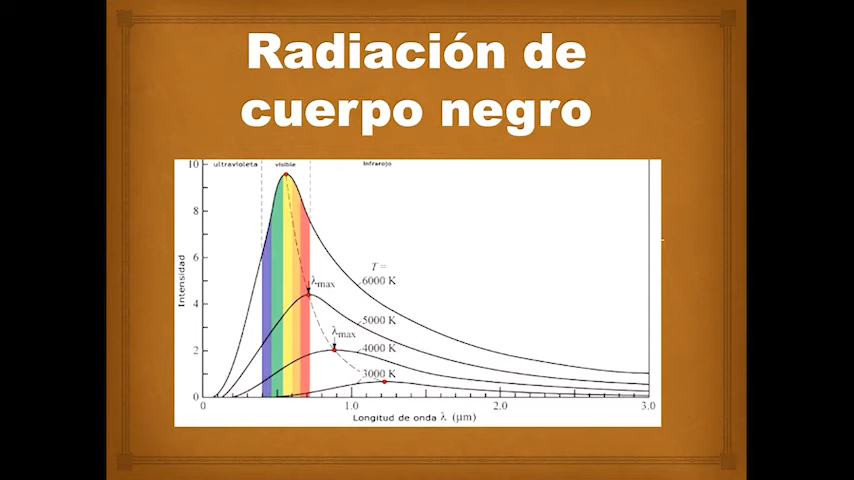 Radiación de
cuerpo negro
ultravioleta visible Infrarojo
10
8
6
4
2
0
Intensidad
T =
6000 K
λmax
5000 K
λmax
4000 K
3000 K
0 1.0 2.0 3.0
Longitud de onda λ (μm)